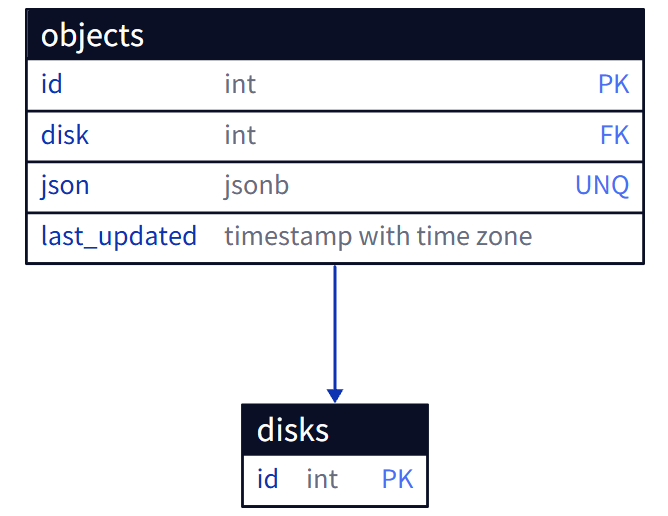 objects
id int PK
disk int FK
json jsonb UNQ
last_updated timestamp with time zone
disks
id int PK